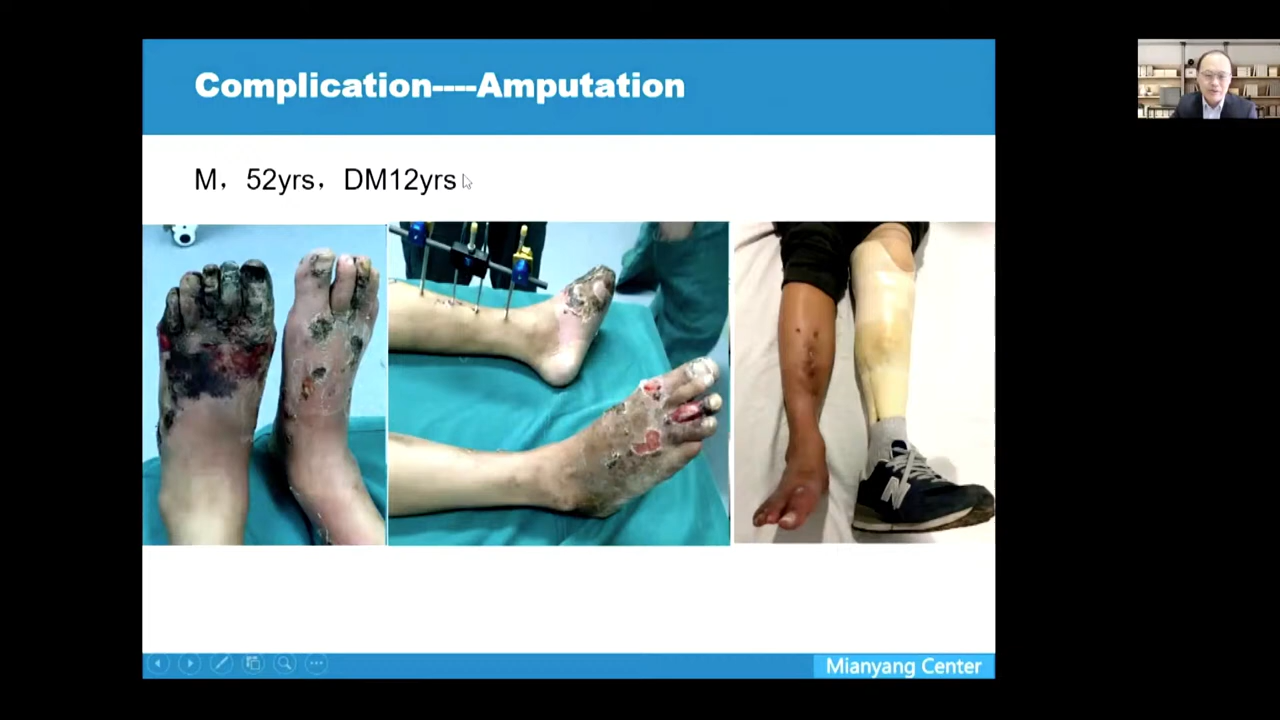 Complication----Amputation
M，52yrs，DM12yrs
N
Mianyang Center